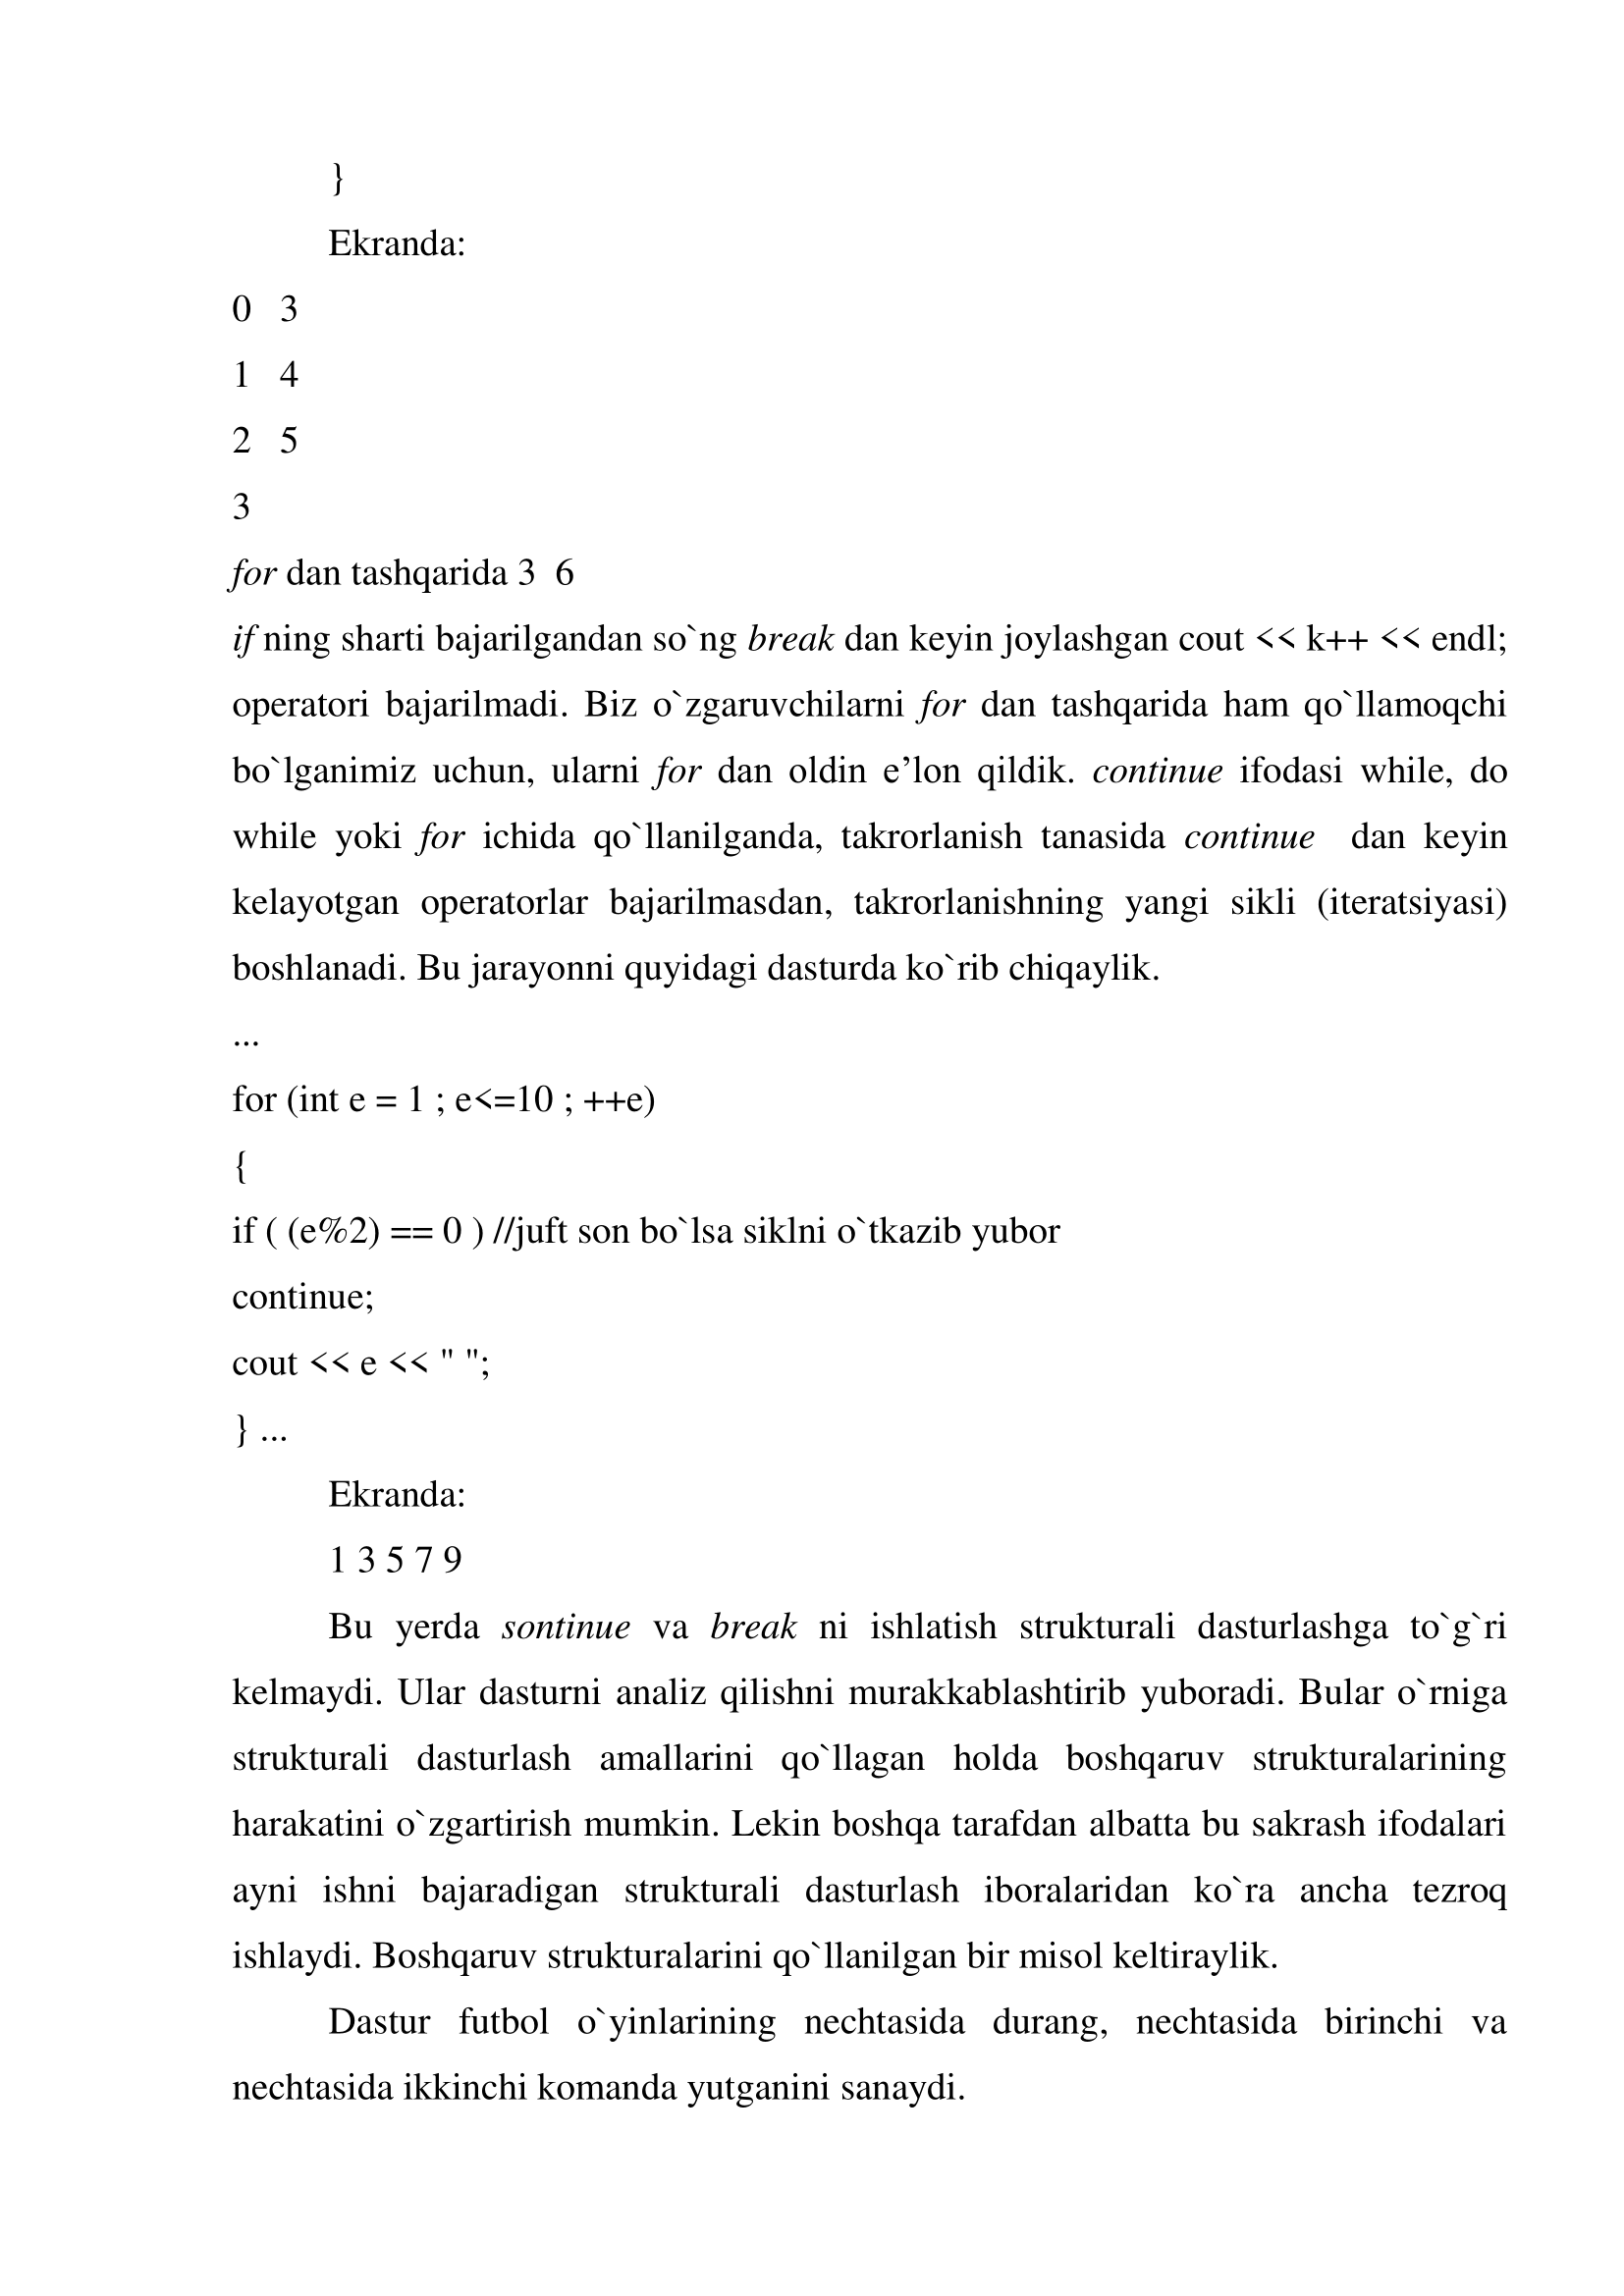 }
Ekranda:
0   3
1   4
2   5
3
for dan tashqarida 3  6
if ning sharti bajarilgandan so`ng break dan keyin joylashgan cout << k++ << endl;
operatori bajarilmadi. Biz o`zgaruvchilarni for dan tashqarida ham qo`llamoqchi
bo`lganimiz uchun, ularni for dan oldin e’lon qildik. continue ifodasi while, do
while yoki for ichida qo`llanilganda, takrorlanish tanasida continue  dan keyin
kelayotgan operatorlar bajarilmasdan, takrorlanishning yangi sikli (iteratsiyasi)
boshlanadi. Bu jarayonni quyidagi dasturda ko`rib chiqaylik.
...
for (int e = 1 ; e<=10 ; ++e)
{
if ( (e%2) == 0 ) //juft son bo`lsa siklni o`tkazib yubor
continue;
cout << e << " ";
} ...
Ekranda:
1 3 5 7 9
Bu yerda sontinue va break ni ishlatish strukturali dasturlashga to`g`ri
kelmaydi. Ular dasturni analiz qilishni murakkablashtirib yuboradi. Bular o`rniga
strukturali dasturlash amallarini qo`llagan holda boshqaruv strukturalarining
harakatini o`zgartirish mumkin. Lekin boshqa tarafdan albatta bu sakrash ifodalari
ayni ishni bajaradigan strukturali dasturlash iboralaridan ko`ra ancha tezroq
ishlaydi. Boshqaruv strukturalarini qo`llanilgan bir misol keltiraylik.
Dastur futbol o`yinlarining nechtasida durang, nechtasida birinchi va
nechtasida ikkinchi komanda yutganini sanaydi.